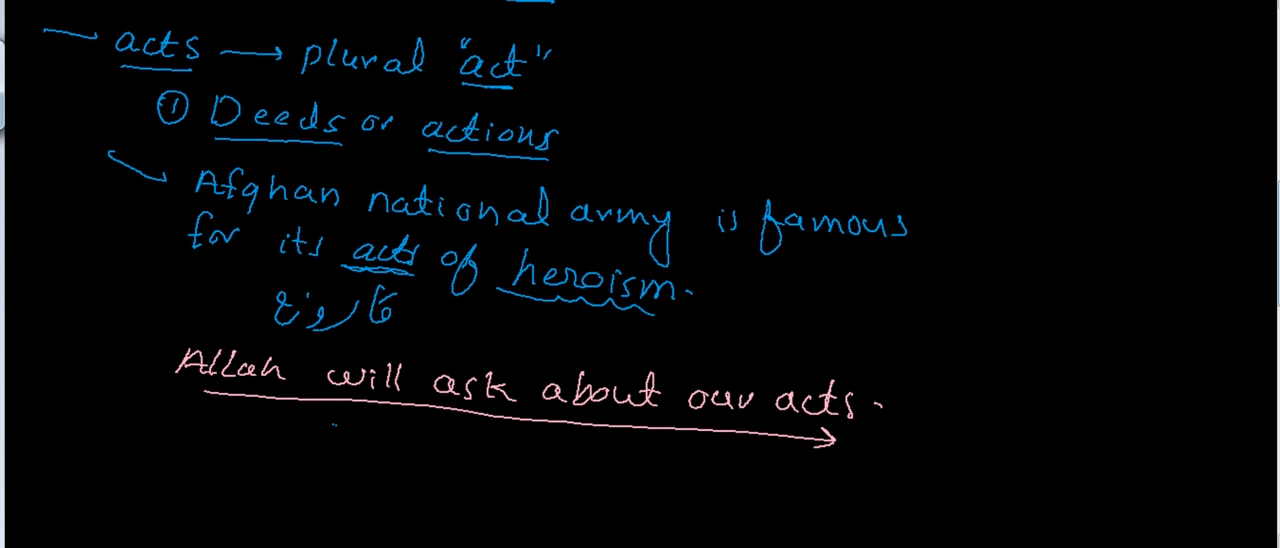 acts → plural "act"
① Deeds or actions
Afghan national army is famous
for its acts of heroism.
Allah will ask about our acts.